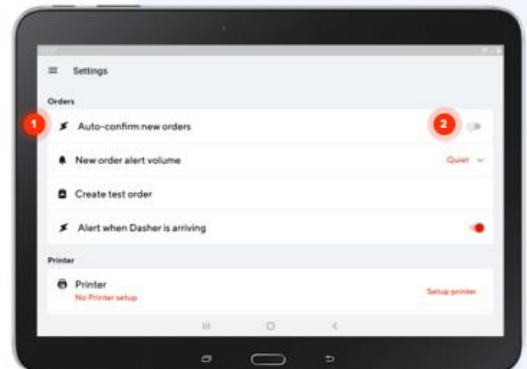 Settings
Orders
1 Auto-confirm new orders 2
New order alert volume Quiet
Create test order
Alert when Dasher is arriving
Printer
Printer
No Printer setup Setup printer